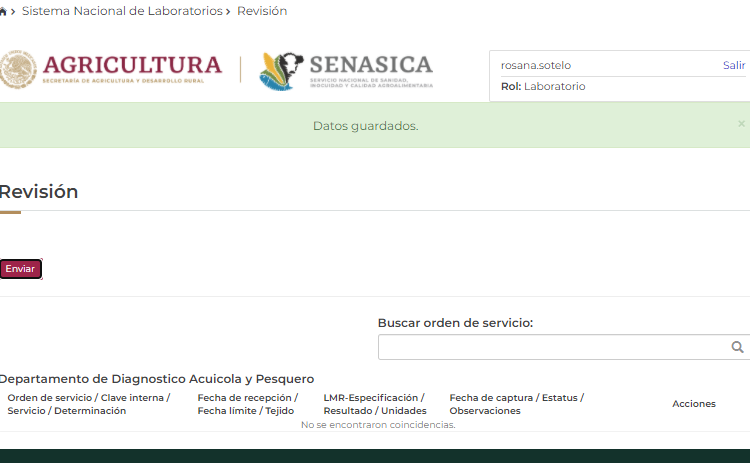 Sistema Nacional de Laboratorios Revisión
AGRICULTURA
SECRETARÍA DE AGRICULTURA Y DESARROLLO RURAL
SENASICA
SERVICIO NACIONAL DE SANIDAD,
INOCUIDAD Y CALIDAD AGROALIMENTARIA
rosana.sotelo Salir
Rol: Laboratorio
Datos guardados. ×
Revisión
Enviar
Buscar orden de servicio:
Departamento de Diagnostico Acuicola y Pesquero
Orden de servicio / Clave interna / Fecha de recepción / LMR-Especificación / Fecha de captura / Estatus / Acciones
Servicio / Determinación Fecha límite / Tejido Resultado / Unidades Observaciones
No se encontraron coincidencias.